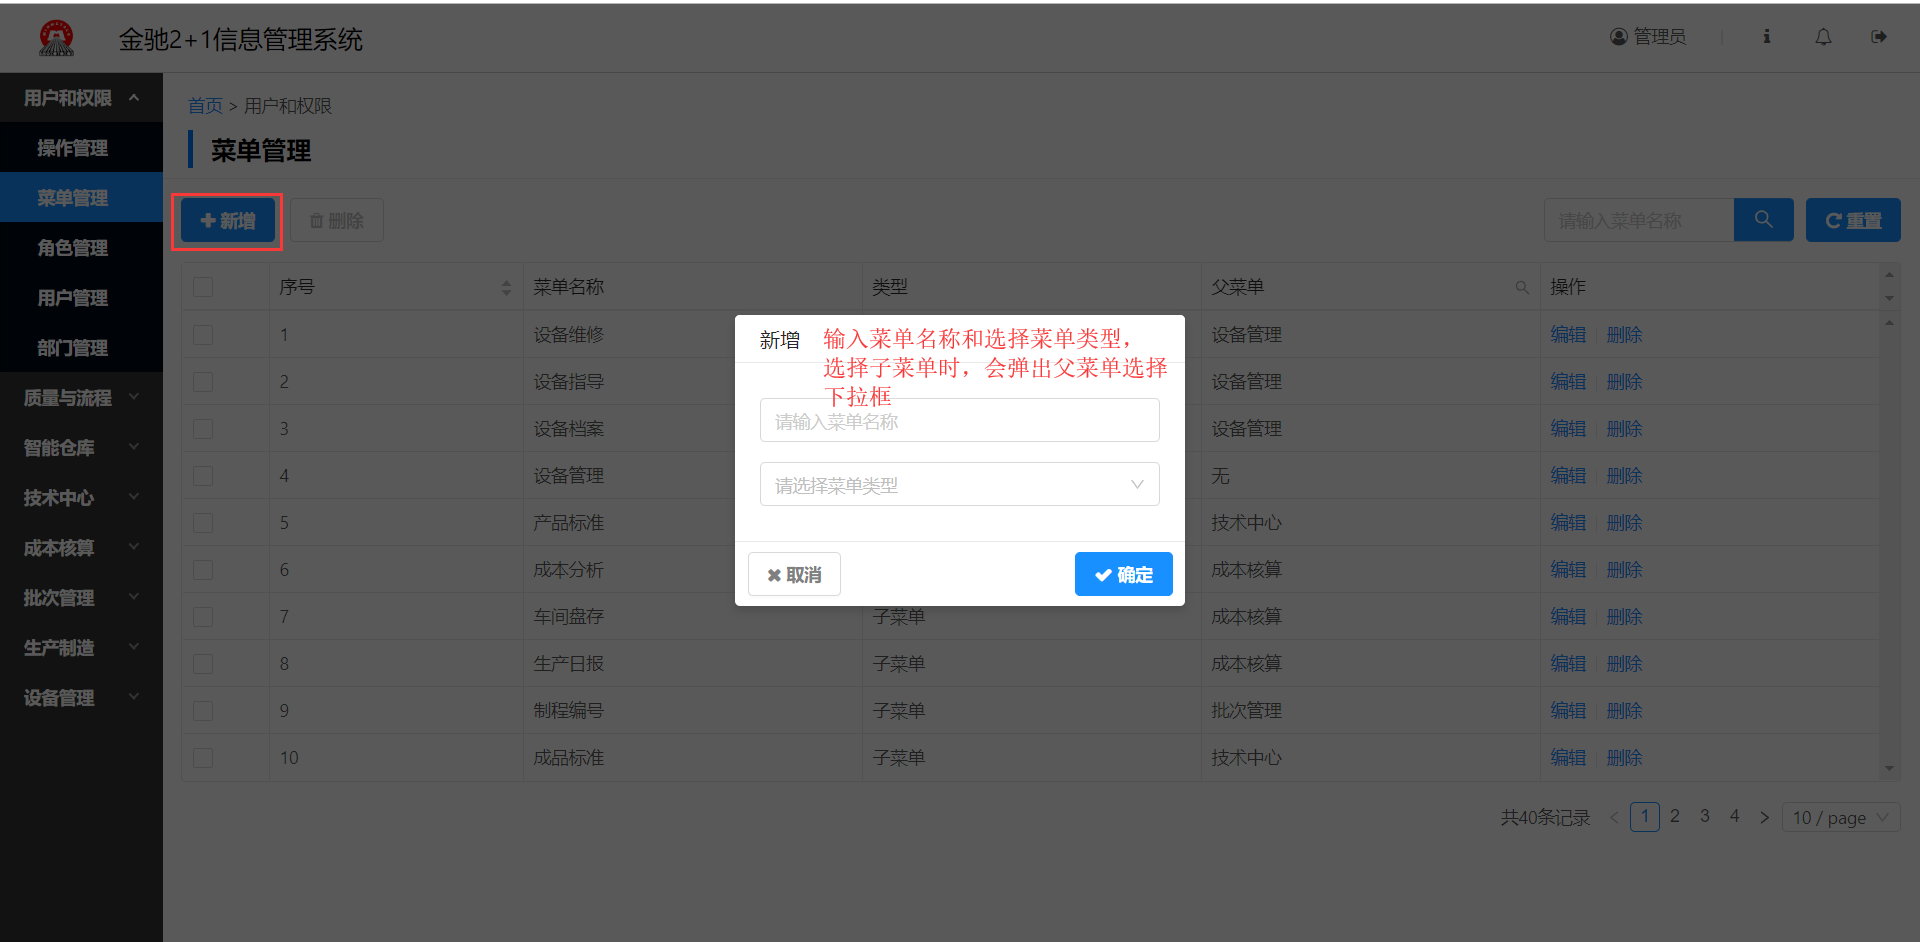 金驰2+1信息管理系统
管理员
用户和权限
操作管理
菜单管理
角色管理
用户管理
部门管理
质量与流程
智能仓库
技术中心
成本核算
批次管理
生产制造
设备管理
首页 > 用户和权限
菜单管理
新增 删除
请输入菜单名称
重置
序号 菜单名称 类型 父菜单 操作
1 设备维修 设备管理 编辑 删除
2 设备指导 设备管理 编辑 删除
3 设备档案 设备管理 编辑 删除
4 设备管理 无 编辑 删除
5 产品标准 技术中心 编辑 删除
6 成本分析 成本核算 编辑 删除
7 车间盘存 子菜单 成本核算 编辑 删除
8 生产日报 子菜单 成本核算 编辑 删除
9 制程编号 子菜单 批次管理 编辑 删除
10 成品标准 子菜单 技术中心 编辑 删除
共40条记录 < 1 2 3 4 > 10 / page
新增
输入菜单名称和选择菜单类型，
选择子菜单时，会弹出父菜单选择
下拉框
请输入菜单名称
请选择菜单类型
取消
确定